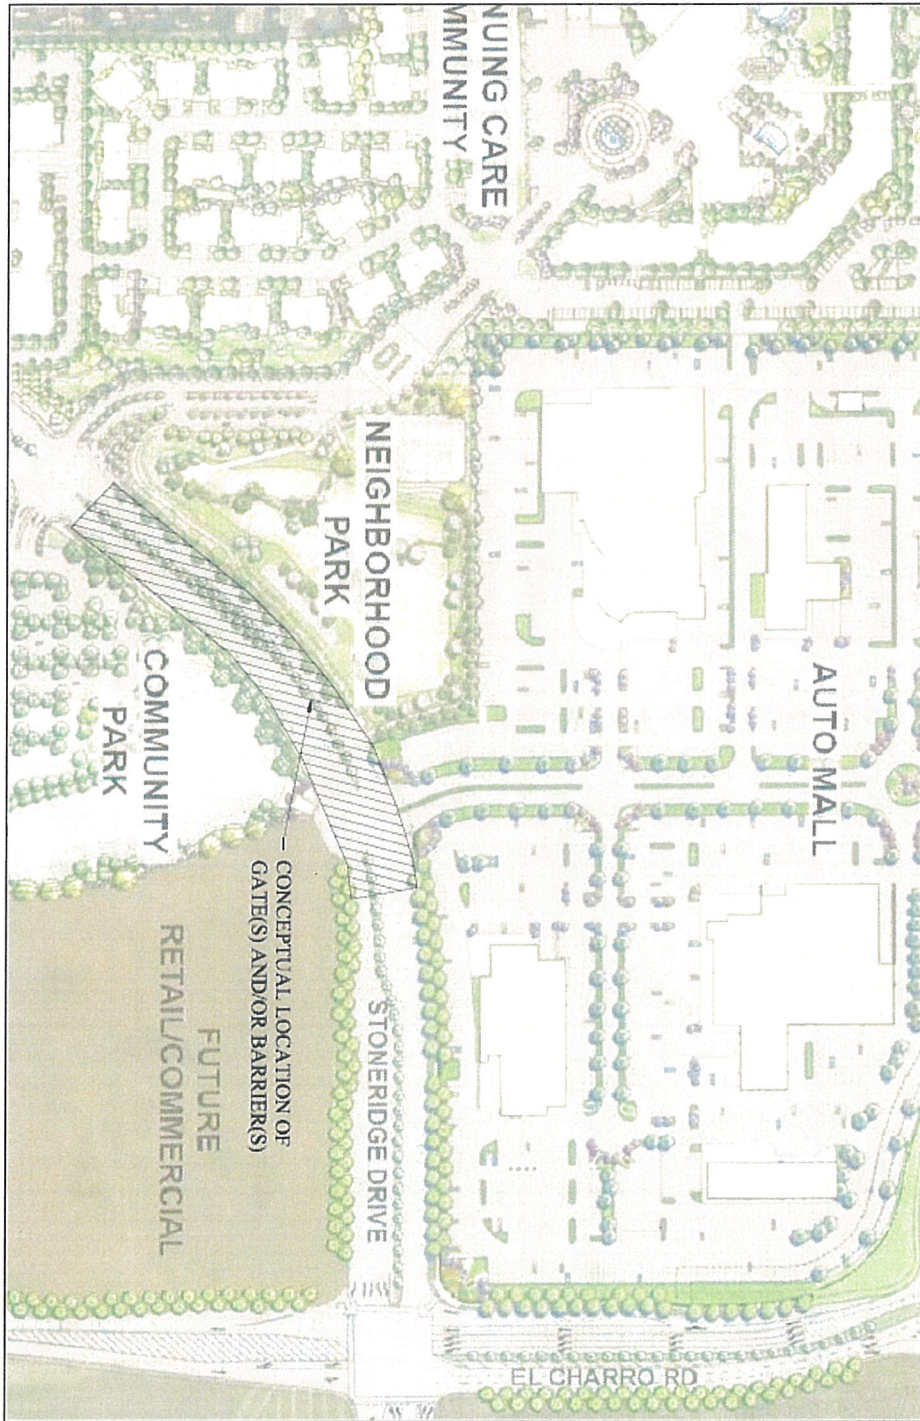 NUING CARE
MMUNITY
NEIGHBORHOOD
PARK
AUTO MALL
COMMUNITY
PARK
CONCEPTUAL LOCATION OF
GATE(S) AND/OR BARRIER(S)
STONERIDGE DRIVE
FUTURE
RETAIL/COMMERCIAL
EL CHARRO RD